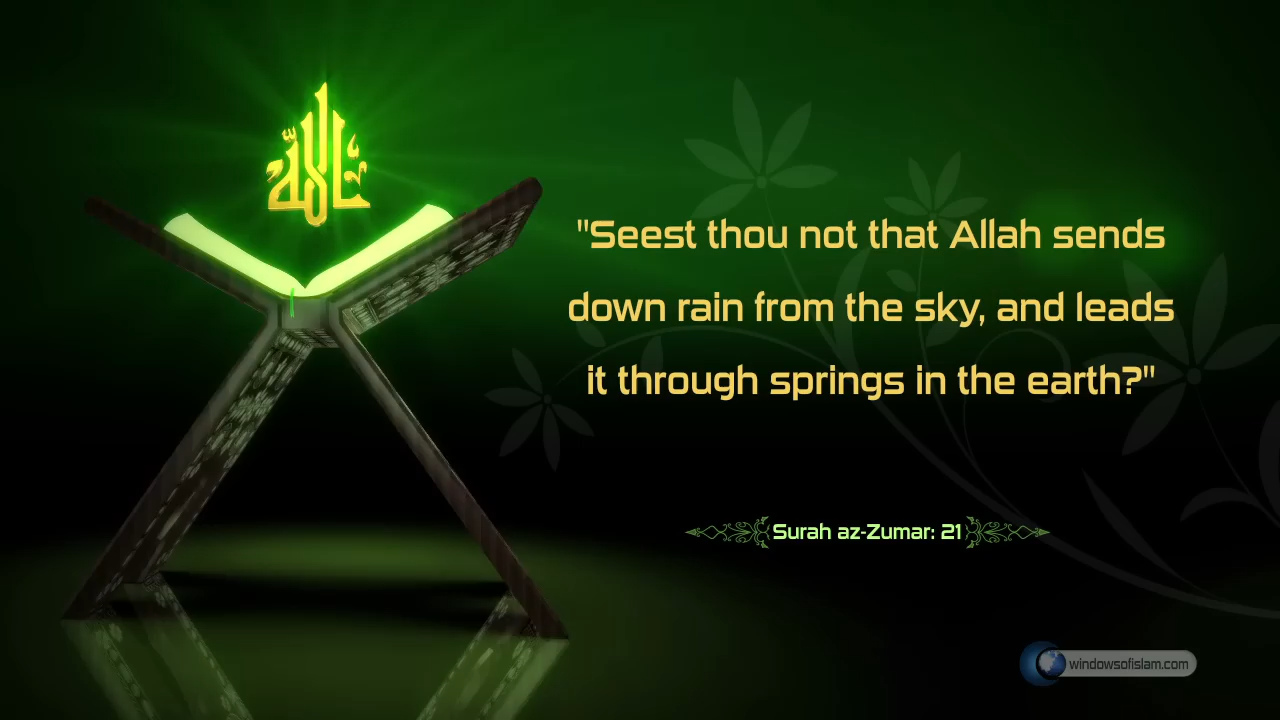 الله
"Seest thou not that Allah sends
down rain from the sky, and leads
it through springs in the earth?"
Surah az-Zumar: 21
windowsofislam.com